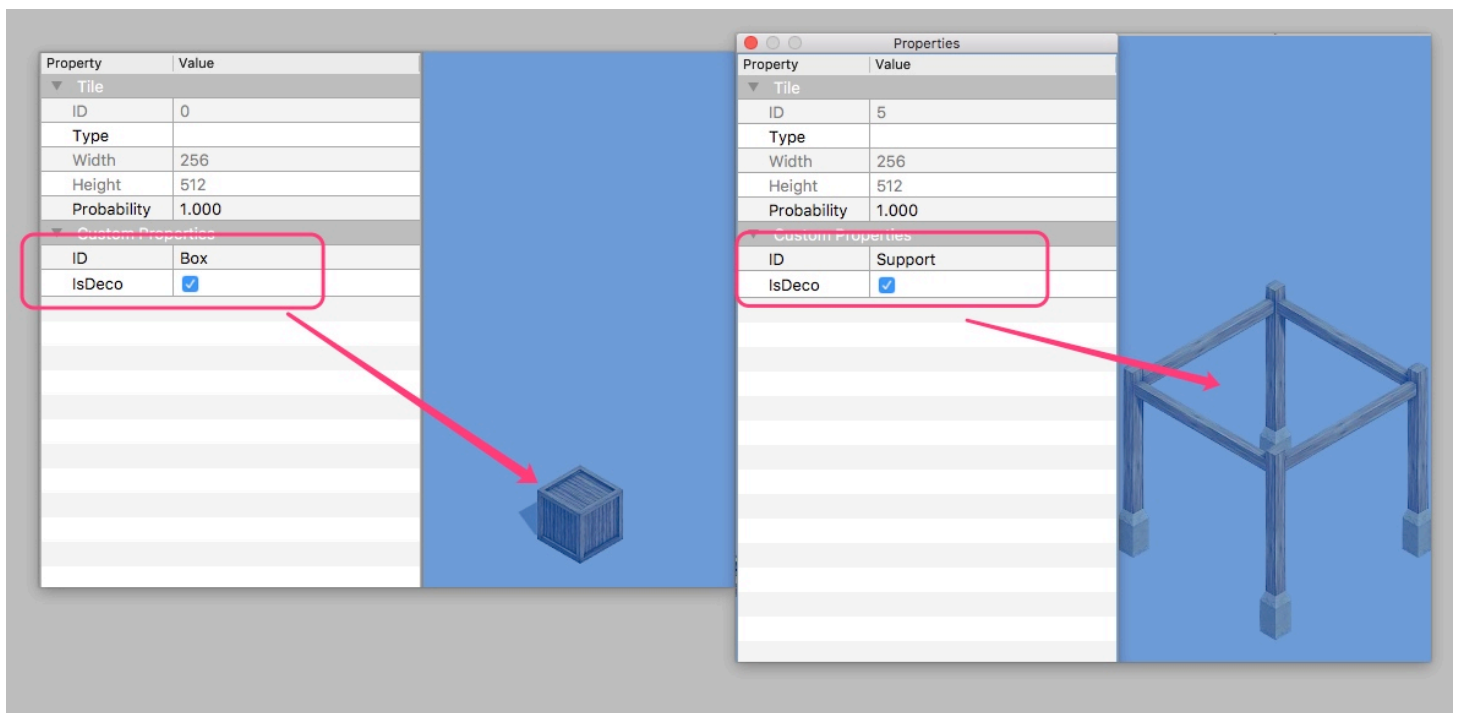 Property Value
Tile
ID 0
Type
Width 256
Height 512
Probability 1.000
Custom Properties
ID Box
IsDeco
Properties
Property Value
Tile
ID 5
Type
Width 256
Height 512
Probability 1.000
Custom Properties
ID Support
IsDeco